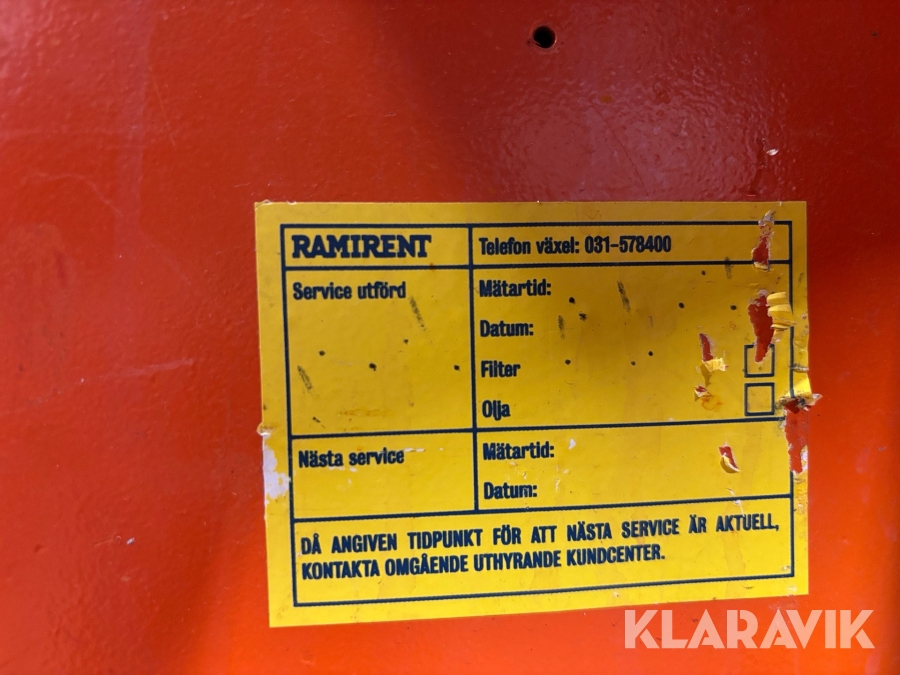 RAMIRENT
Telefon växel: 031-578400
Service utförd
Mätartid:
Datum:
Filter
Olja
Nästa service
Mätartid:
Datum:
DÅ ANGIVEN TIDPUNKT FÖR ATT NÄSTA SERVICE ÄR AKTUELL,
KONTAKTA OMGÅENDE UTHYRANDE KUNDCENTER.
KLARAVIK